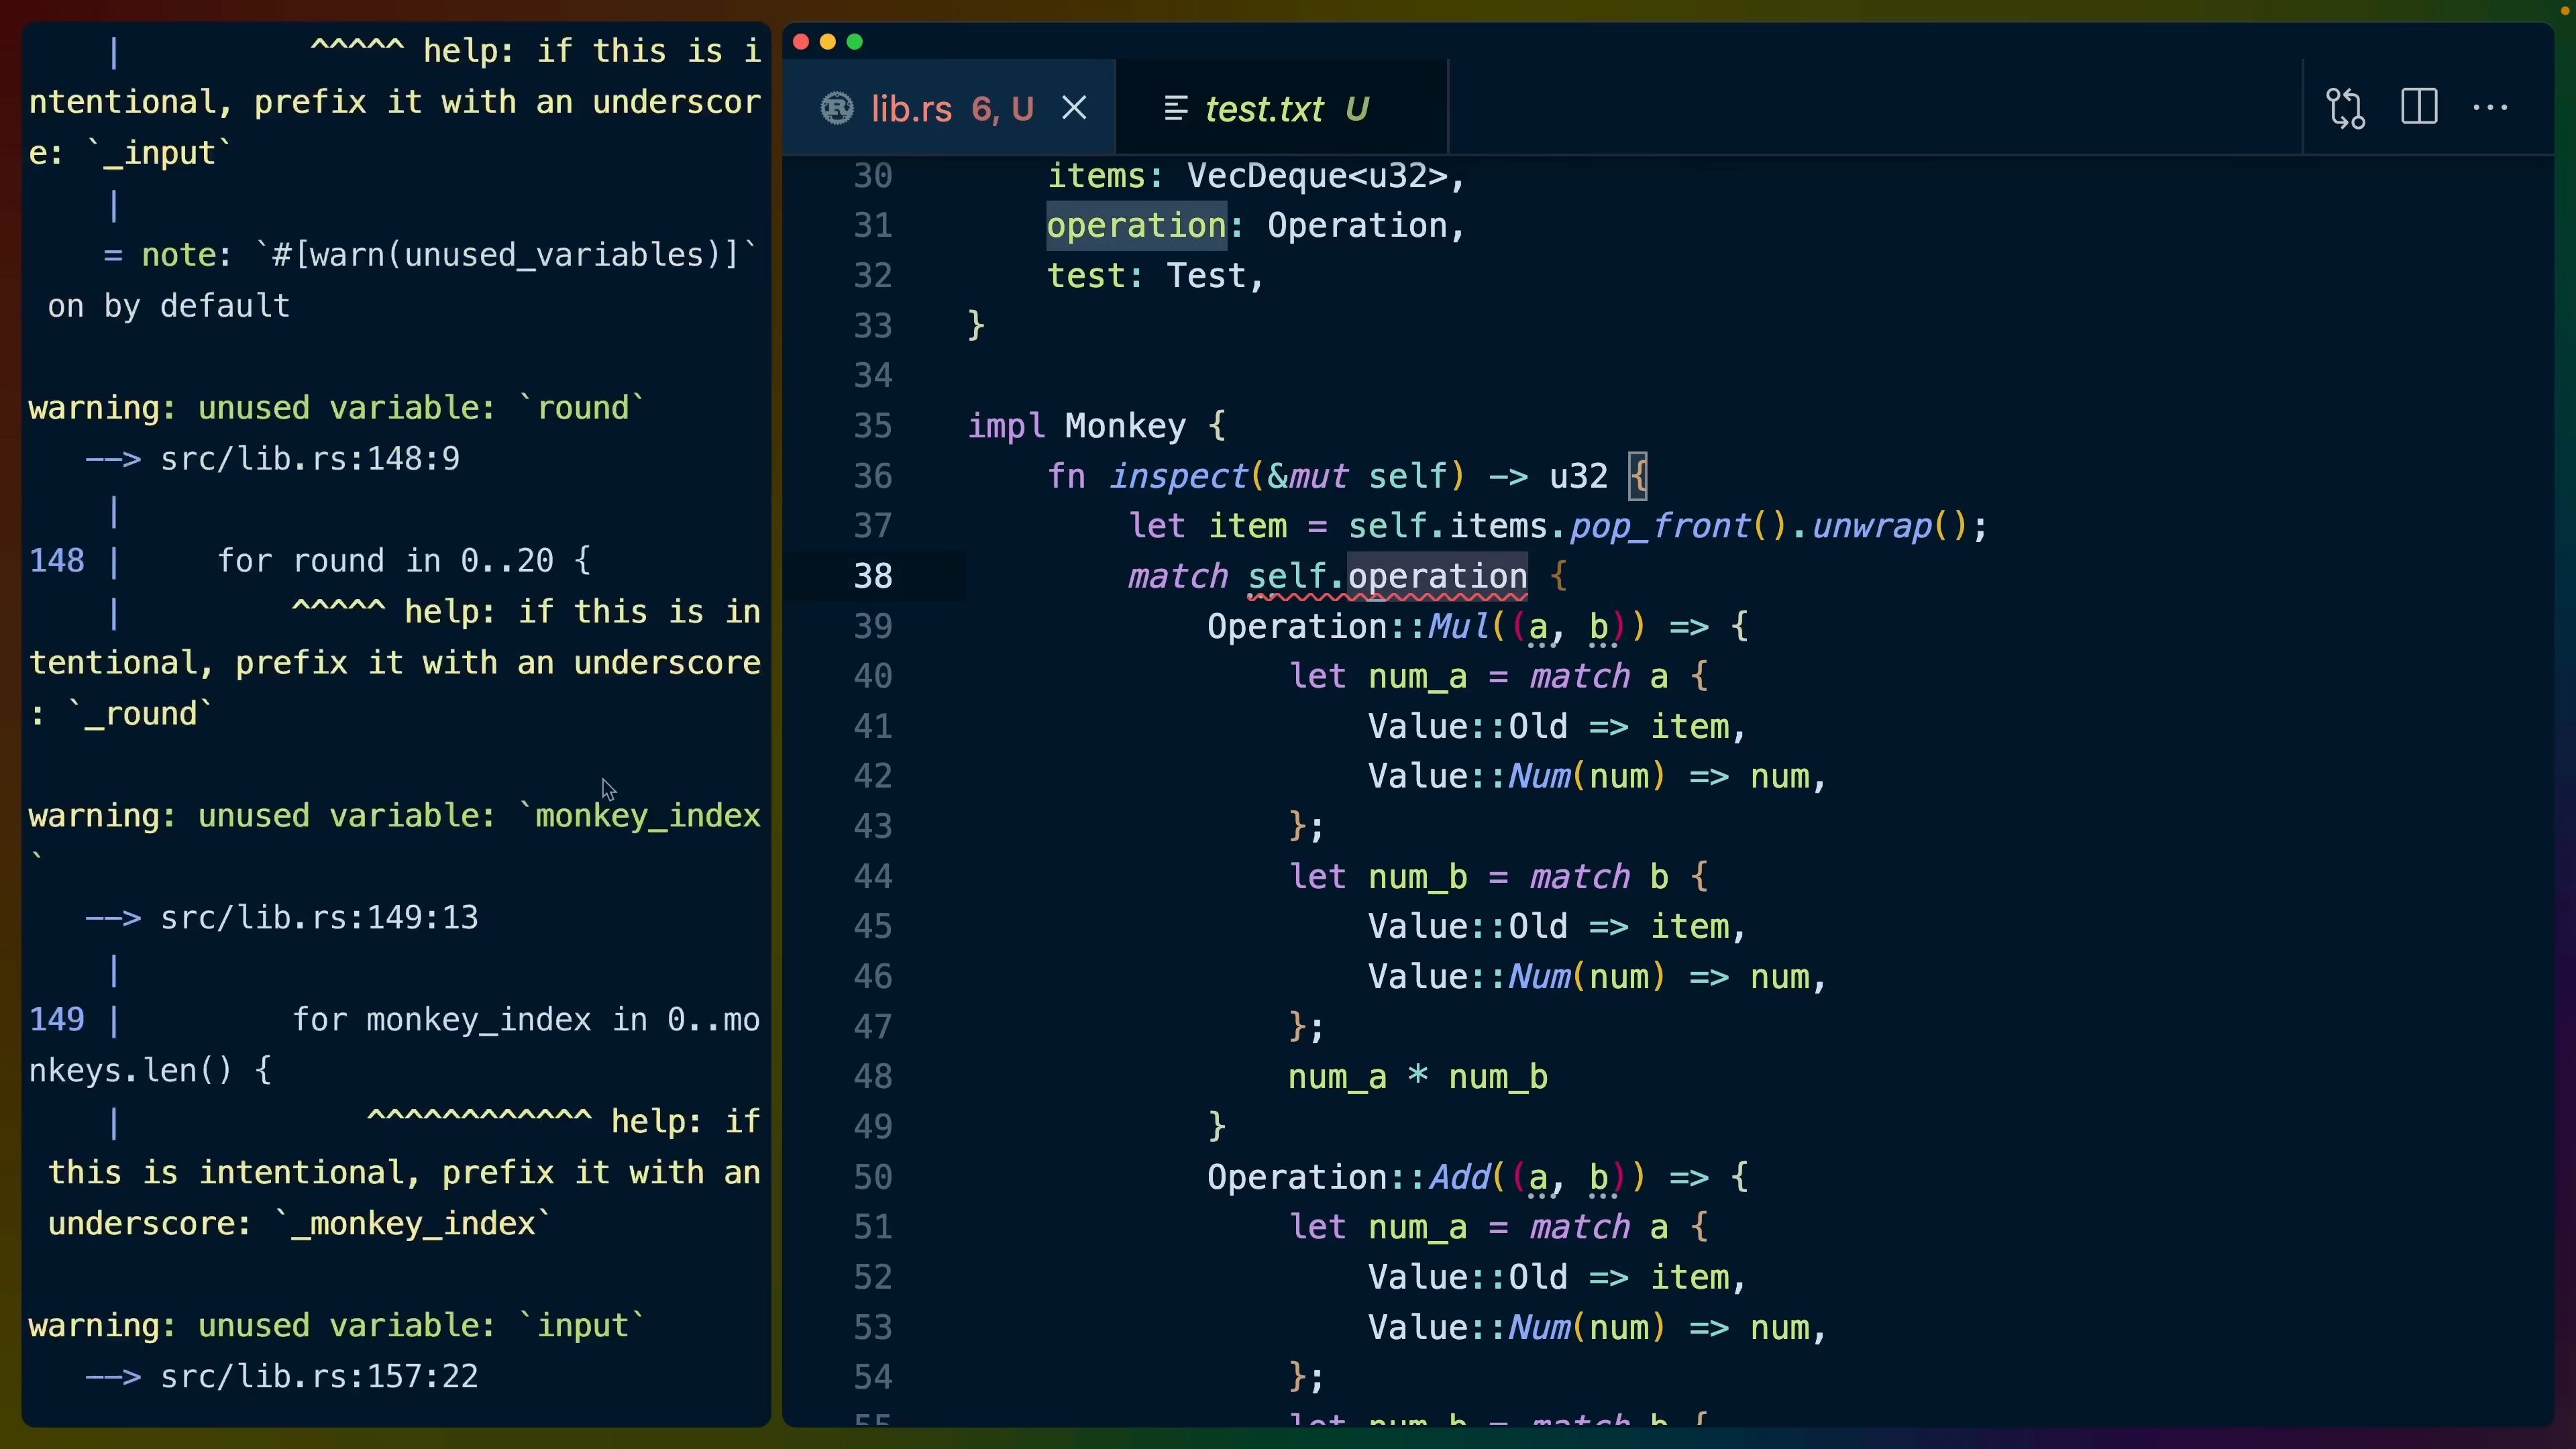 |          ^^^^^ help: if this is i
ntentional, prefix it with an underscor
e: `_input`
    |
    = note: `#[warn(unused_variables)]`
 on by default
warning: unused variable: `round`
   --> src/lib.rs:148:9
    |
148 |     for round in 0..20 {
    |         ^^^^^ help: if this is in
tentional, prefix it with an underscore
: `_round`
warning: unused variable: `monkey_index
`
   --> src/lib.rs:149:13
    |
149 |         for monkey_index in 0..mo
nkeys.len() {
    |             ^^^^^^^^^^^^ help: if
 this is intentional, prefix it with an
 underscore: `_monkey_index`
warning: unused variable: `input`
   --> src/lib.rs:157:22
lib.rs 6, U
test.txt U
30     items: VecDeque<u32>,
31     operation: Operation,
32     test: Test,
33 }
34
35 impl Monkey {
36     fn inspect(&mut self) -> u32 {
37         let item = self.items.pop_front().unwrap();
38         match self.operation {
39             Operation::Mul((a, b)) => {
40                 let num_a = match a {
41                     Value::Old => item,
42                     Value::Num(num) => num,
43                 };
44                 let num_b = match b {
45                     Value::Old => item,
46                     Value::Num(num) => num,
47                 };
48                 num_a * num_b
49             }
50             Operation::Add((a, b)) => {
51                 let num_a = match a {
52                     Value::Old => item,
53                     Value::Num(num) => num,
54                 };
55                 let num_b = match b {